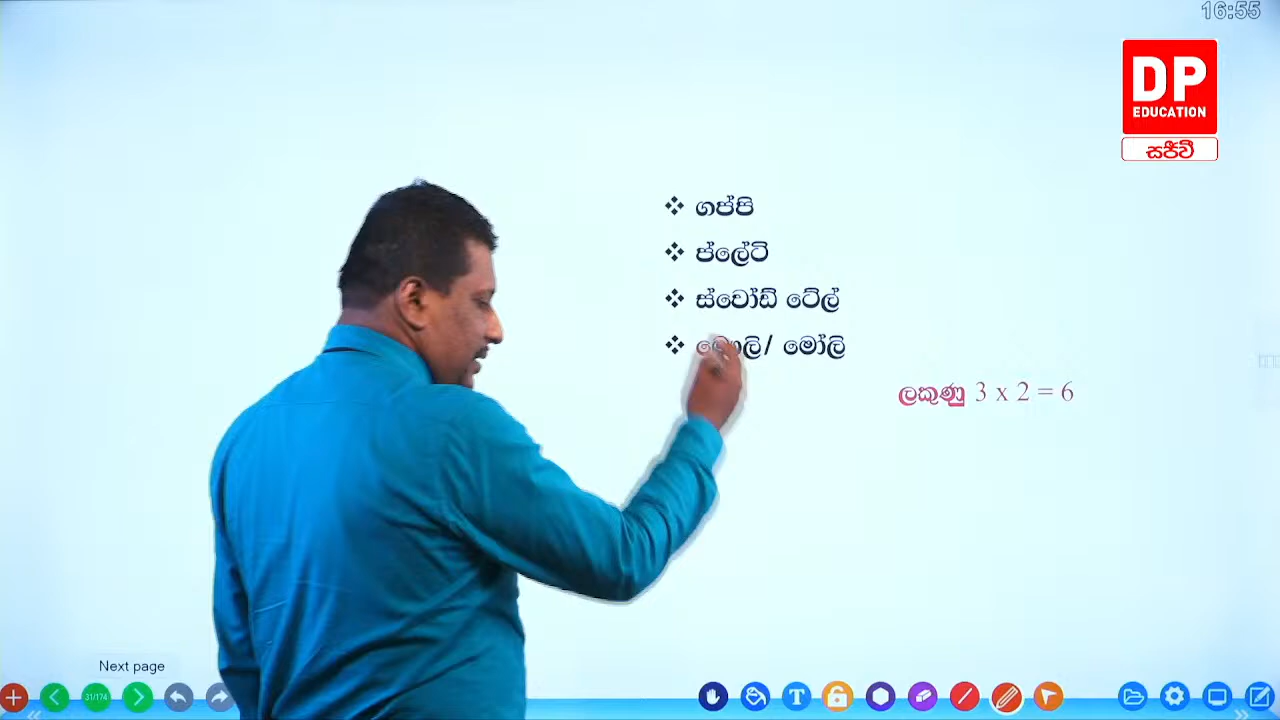 16:55
DP
EDUCATION
සජීවී
❖ ගප්පි
❖ ප්ලේටි
❖ ස්වෝඩ් ටේල්
❖ / මෝලි
ලකුණු 3 x 2 = 6
Next page
31/174
T